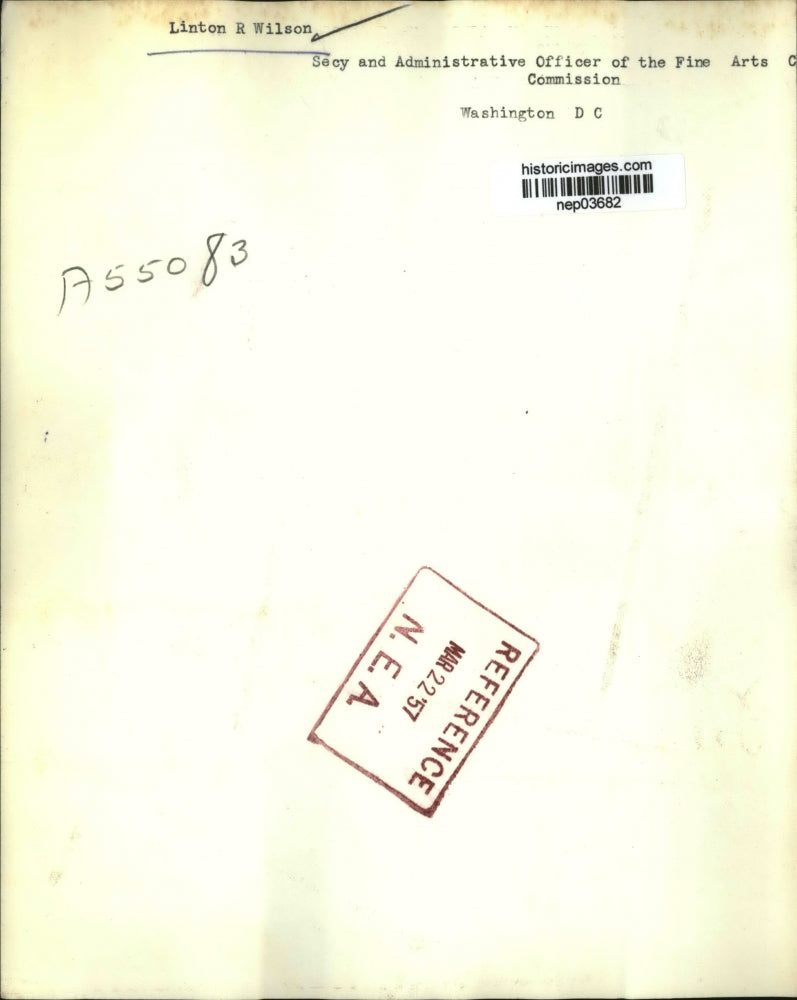 Linton R Wilson
Secy and Administrative Officer of the Fine Arts C
Commission
Washington D C
historicimages.com
nep03682
A55083
REFERENCE
MAR 22 '57
N.E.A.